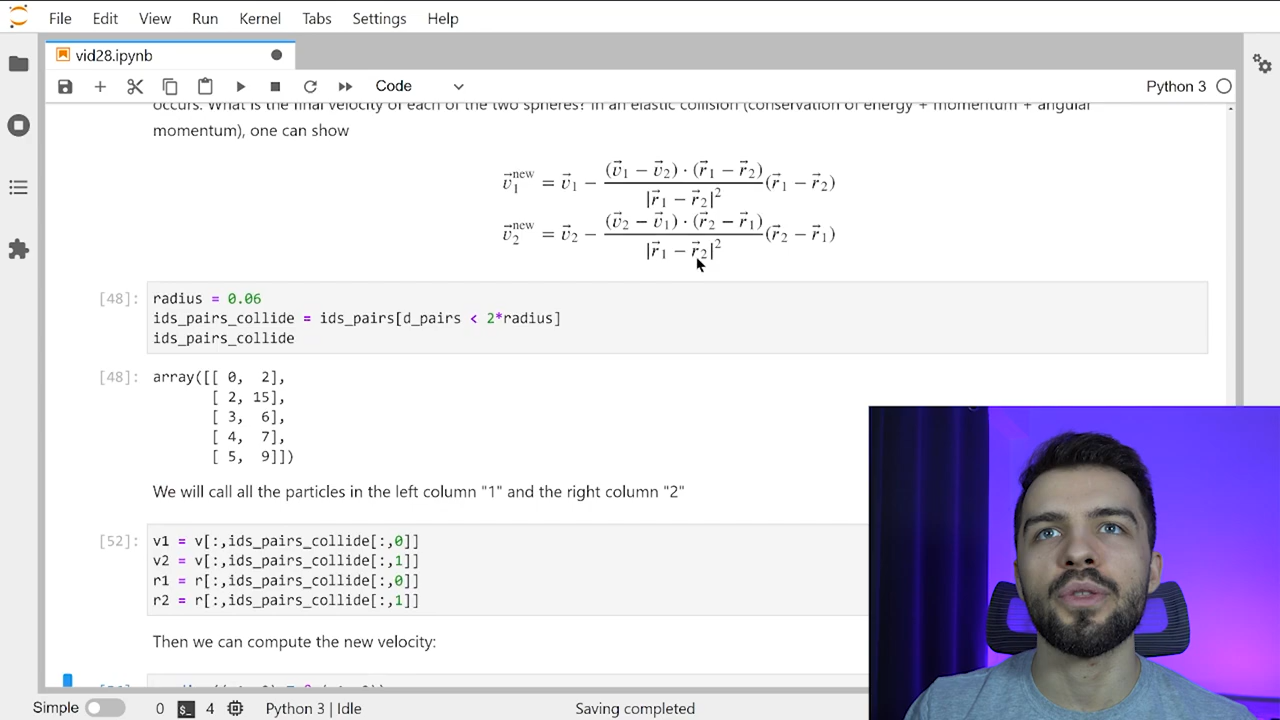 File Edit View Run Kernel Tabs Settings Help
vid28.ipynb
Code
Python 3
occurs. What is the final velocity of each of the two spheres? In an elastic collision (conservation of energy + momentum + angular
momentum), one can show
v⃗₁ⁿᵉʷ = v⃗₁ − (v⃗₁ − v⃗₂) · (r⃗₁ − r⃗₂) / |r⃗₁ − r⃗₂|² (r⃗₁ − r⃗₂)
v⃗₂ⁿᵉʷ = v⃗₂ − (v⃗₂ − v⃗₁) · (r⃗₂ − r⃗₁) / |r⃗₁ − r⃗₂|² (r⃗₂ − r⃗₁)
[48]: radius = 0.06
ids_pairs_collide = ids_pairs[d_pairs < 2*radius]
ids_pairs_collide
[48]: array([[ 0, 2],
[ 2, 15],
[ 3, 6],
[ 4, 7],
[ 5, 9]])
We will call all the particles in the left column "1" and the right column "2"
[52]: v1 = v[:,ids_pairs_collide[:,0]]
v2 = v[:,ids_pairs_collide[:,1]]
r1 = r[:,ids_pairs_collide[:,0]]
r2 = r[:,ids_pairs_collide[:,1]]
Then we can compute the new velocity:
Simple 0 $_ 4 Python 3 | Idle Saving completed